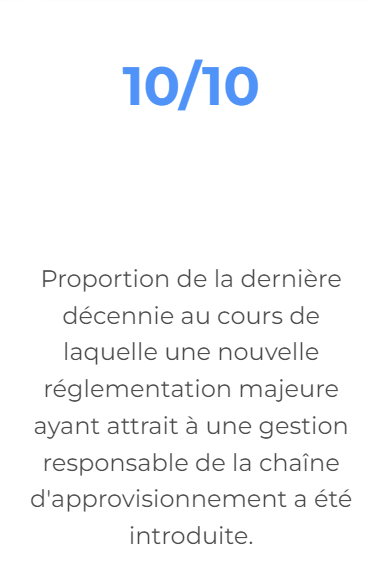 10/10
Proportion de la dernière
décennie au cours de
laquelle une nouvelle
réglementation majeure
ayant attrait à une gestion
responsable de la chaîne
d'approvisionnement a été
introduite.